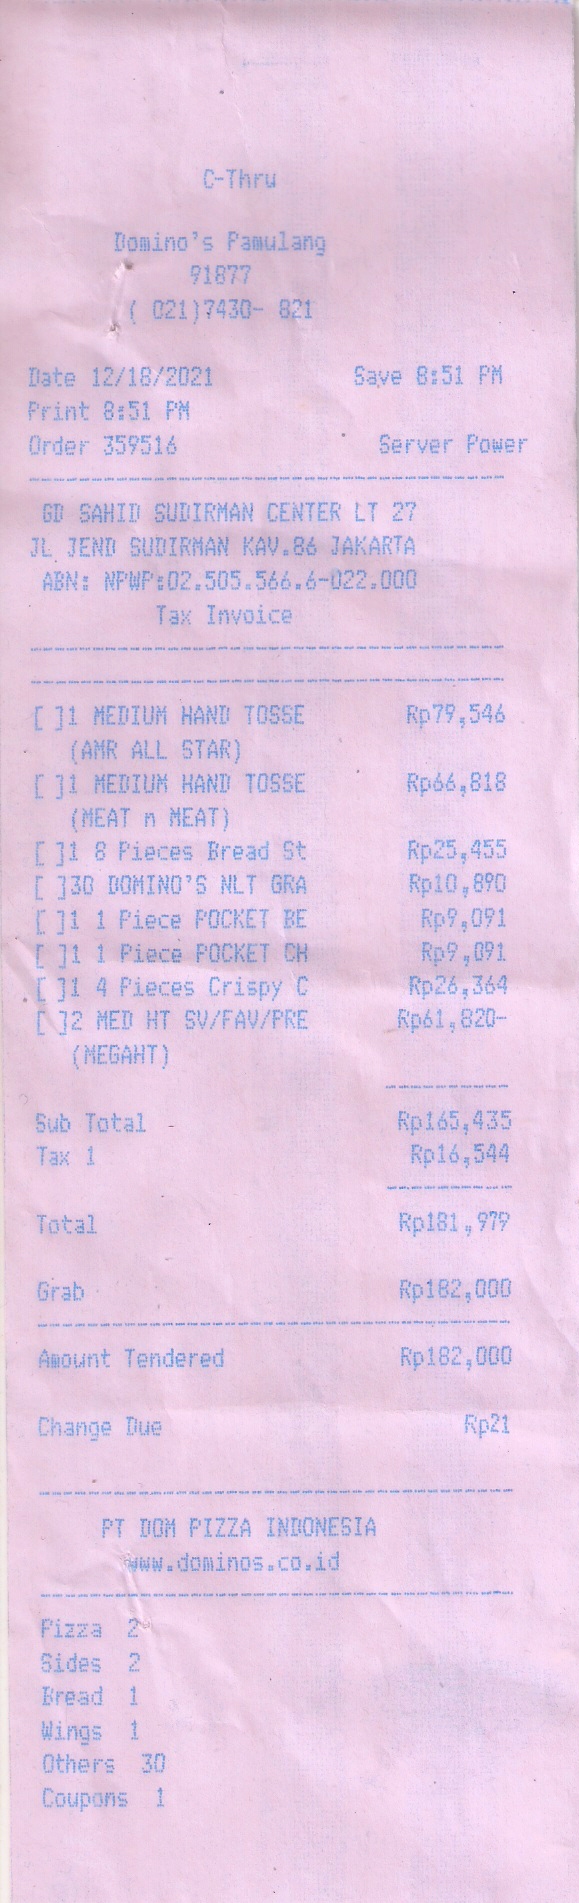 C-Thru
Domino's Pamulang
91877
( 021)7430- 821
Date 12/18/2021 Save 8:51 PM
Print 8:51 PM
Order 359516 Server Power
GD SAHID SUDIRMAN CENTER LT 27
JL JEND SUDIRMAN KAV.86 JAKARTA
ABN: NPWP:02.505.566.6-022.000
Tax Invoice
[ ]1 MEDIUM HAND TOSSE Rp79,546
(AMR ALL STAR)
[ ]1 MEDIUM HAND TOSSE Rp66,818
(MEAT n MEAT)
[ ]1 8 Pieces Bread St Rp25,455
[ ]30 DOMINO'S NLT GRA Rp10,890
[ ]1 1 Piece POCKET BE Rp9,091
[ ]1 1 Piece POCKET CH Rp9,091
[ ]1 4 Pieces Crispy C Rp26,364
[ ]2 MED HT SV/FAV/PRE Rp61,820-
(MEGAHT)
Sub Total Rp165,435
Tax 1 Rp16,544
Total Rp181,979
Grab Rp182,000
Amount Tendered Rp182,000
Change Due Rp21
PT DOM PIZZA INDONESIA
www.dominos.co.id
Pizza 2
Sides 2
Bread 1
Wings 1
Others 30
Coupons 1